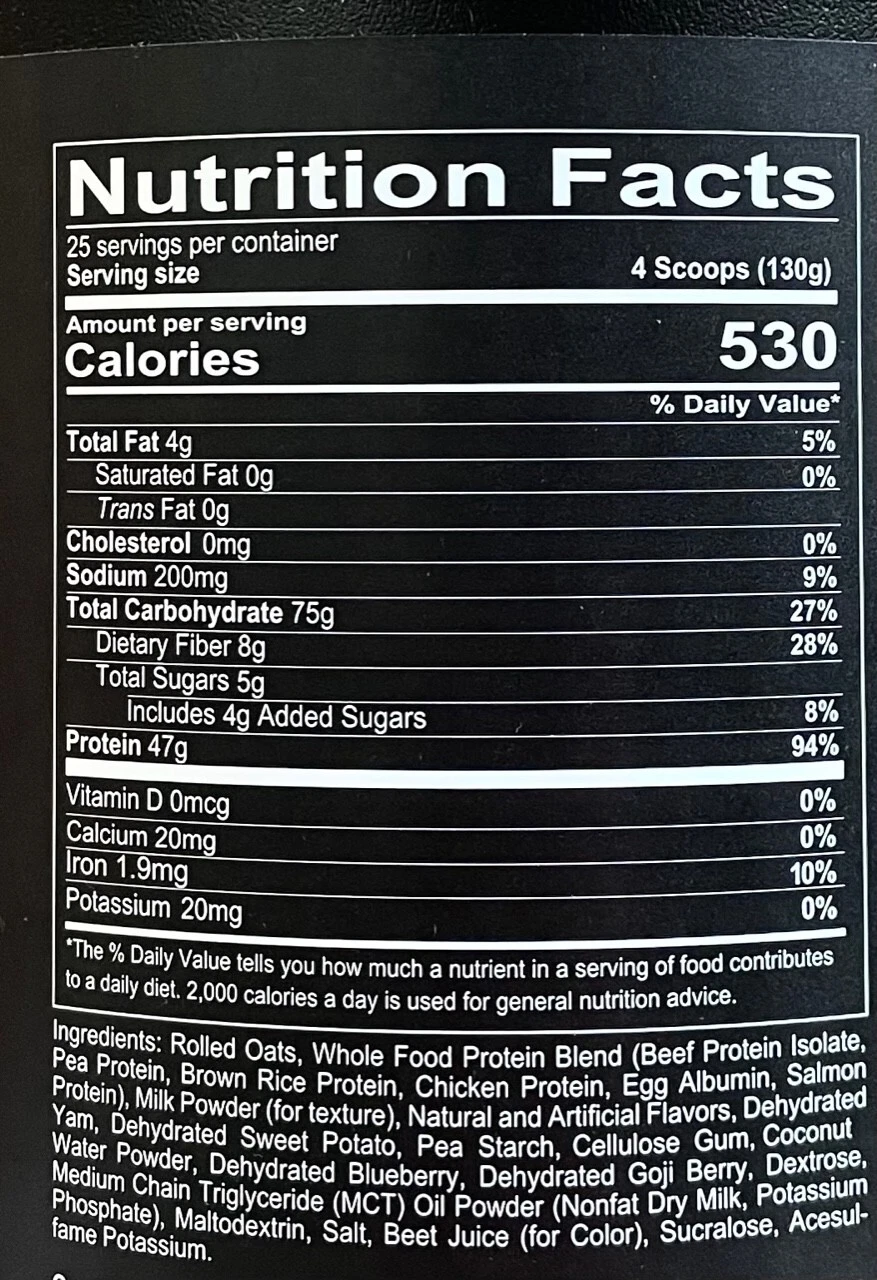 Nutrition Facts
25 servings per container
Serving size 4 Scoops (130g)
Amount per serving
Calories 530
% Daily Value*
Total Fat 4g 5%
Saturated Fat 0g 0%
Trans Fat 0g
Cholesterol 0mg 0%
Sodium 200mg 9%
Total Carbohydrate 75g 27%
Dietary Fiber 8g 28%
Total Sugars 5g
Includes 4g Added Sugars 8%
Protein 47g 94%
Vitamin D 0mcg 0%
Calcium 20mg 0%
Iron 1.9mg 10%
Potassium 20mg 0%
*The % Daily Value tells you how much a nutrient in a serving of food contributes
to a daily diet. 2,000 calories a day is used for general nutrition advice.
Ingredients: Rolled Oats, Whole Food Protein Blend (Beef Protein Isolate,
Pea Protein, Brown Rice Protein, Chicken Protein, Egg Albumin, Salmon
Protein), Milk Powder (for texture), Natural and Artificial Flavors, Dehydrated
Yam, Dehydrated Sweet Potato, Pea Starch, Cellulose Gum, Coconut
Water Powder, Dehydrated Blueberry, Dehydrated Goji Berry, Dextrose,
Medium Chain Triglyceride (MCT) Oil Powder (Nonfat Dry Milk, Potassium
Phosphate), Maltodextrin, Salt, Beet Juice (for Color), Sucralose, Acesul-
fame Potassium.